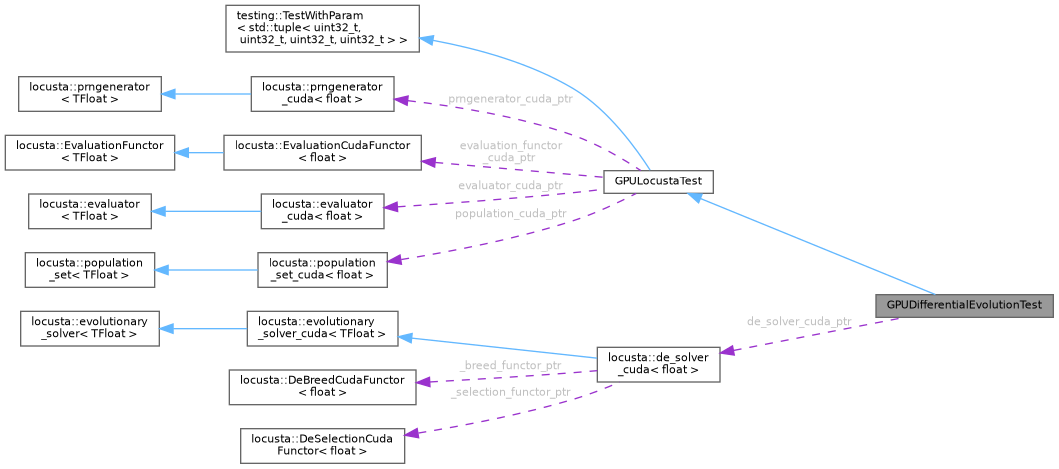 testing::TestWithParam
< std::tuple< uint32_t,
uint32_t, uint32_t, uint32_t > >
locusta::prngenerator
< TFloat >
locusta::prngenerator
_cuda< float >
prngenerator_cuda_ptr
locusta::EvaluationFunctor
< TFloat >
locusta::EvaluationCudaFunctor
< float >
evaluation_functor
_cuda_ptr
GPULocustaTest
evaluator_cuda_ptr
locusta::evaluator
< TFloat >
locusta::evaluator
_cuda< float >
population_cuda_ptr
locusta::population
_set< TFloat >
locusta::population
_set_cuda< float >
GPUDifferentialEvolutionTest
locusta::evolutionary
_solver< TFloat >
locusta::evolutionary
_solver_cuda< TFloat >
de_solver_cuda_ptr
locusta::de_solver
_cuda< float >
_breed_functor_ptr
locusta::DeBreedCudaFunctor
< float >
_selection_functor_ptr
locusta::DeSelectionCuda
Functor< float >